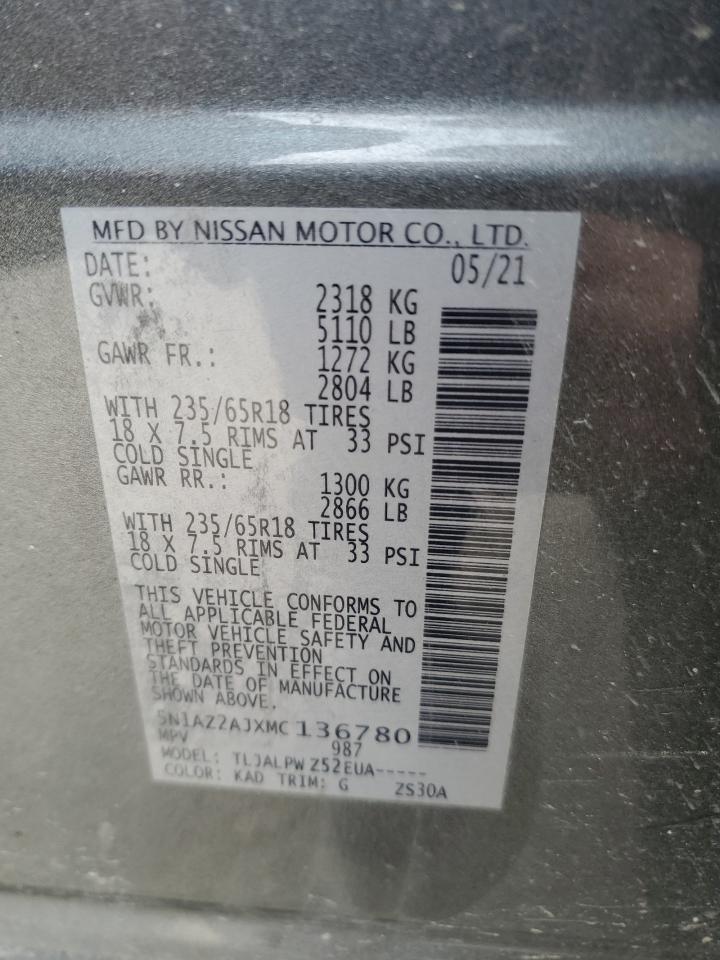 MFD BY NISSAN MOTOR CO., LTD.
DATE: 05/21
GVWR: 2318 KG
5110 LB
GAWR FR.: 1272 KG
2804 LB
WITH 235/65R18 TIRES
18 X 7.5 RIMS AT 33 PSI
COLD SINGLE
GAWR RR.: 1300 KG
2866 LB
WITH 235/65R18 TIRES
18 X 7.5 RIMS AT 33 PSI
COLD SINGLE
THIS VEHICLE CONFORMS TO
ALL APPLICABLE FEDERAL
MOTOR VEHICLE SAFETY AND
THEFT PREVENTION
STANDARDS IN EFFECT ON
THE DATE OF MANUFACTURE
SHOWN ABOVE.
5N1AZ2AJXMC136780
MPV 987
MODEL: TLJALPW Z52EUA-----
COLOR: KAD TRIM: G ZS30A